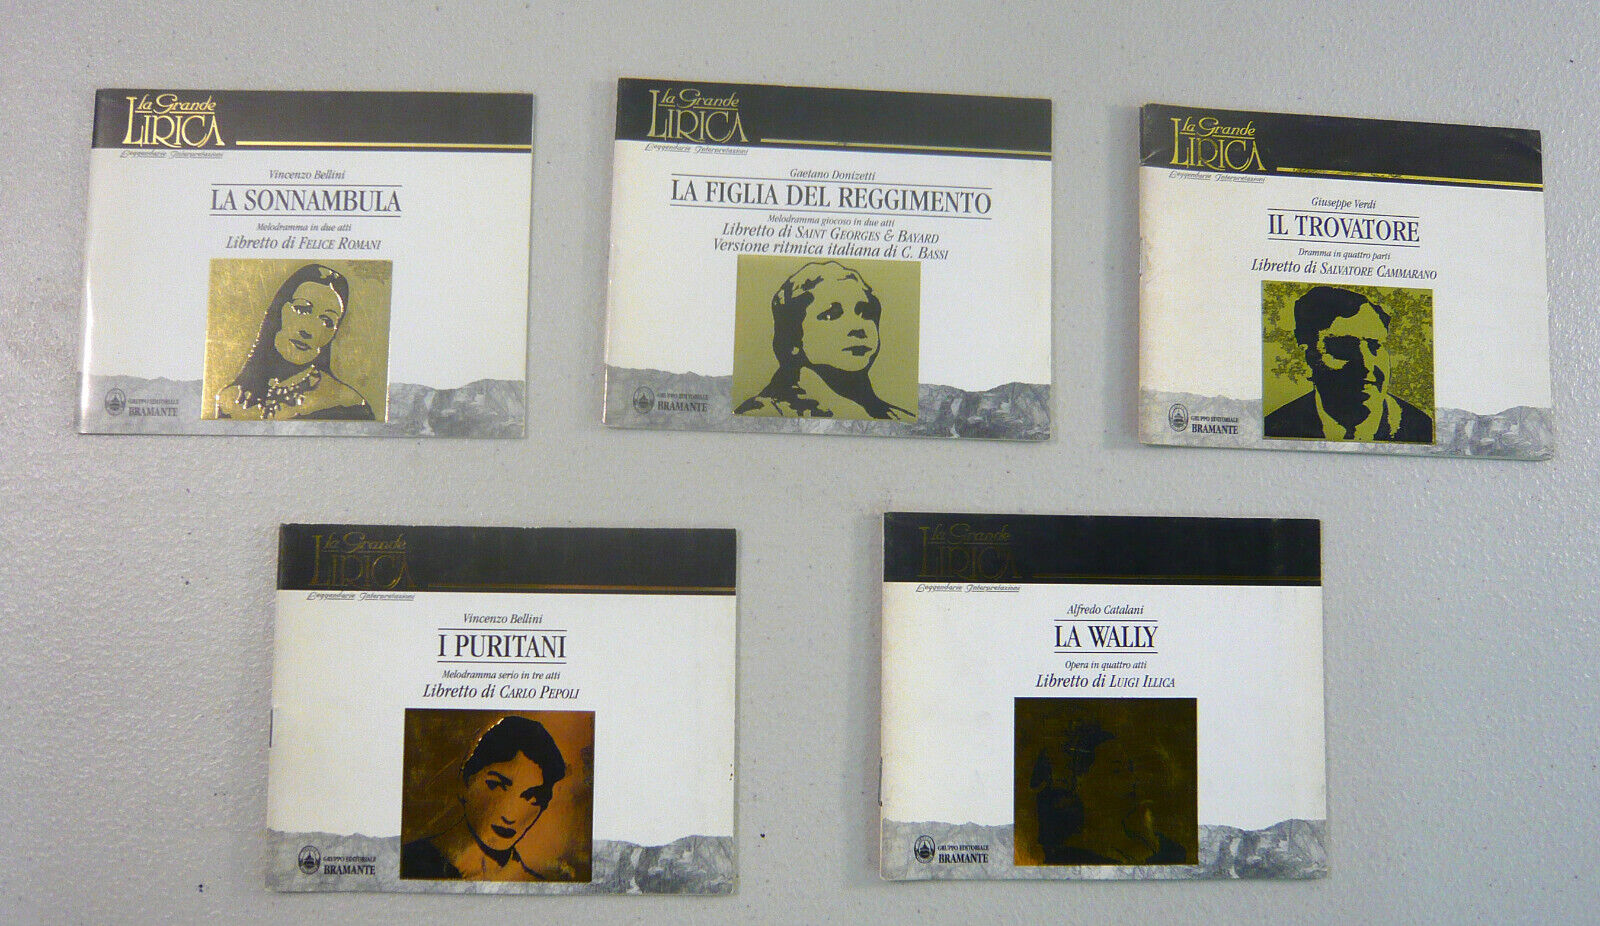 La Grande
LIRICA
Leggendarie Interpretazioni
Vincenzo Bellini
LA SONNAMBULA
Melodramma in due atti
Libretto di FELICE ROMANI
GRUPPO EDITORIALE
BRAMANTE
La Grande
LIRICA
Leggendarie Interpretazioni
Gaetano Donizetti
LA FIGLIA DEL REGGIMENTO
Melodramma giocoso in due atti
Libretto di SAINT GEORGES & BAYARD
Versione ritmica italiana di C. BASSI
GRUPPO EDITORIALE
BRAMANTE
La Grande
LIRICA
Leggendarie Interpretazioni
Giuseppe Verdi
IL TROVATORE
Dramma in quattro parti
Libretto di SALVATORE CAMMARANO
GRUPPO EDITORIALE
BRAMANTE
La Grande
LIRICA
Leggendarie Interpretazioni
Vincenzo Bellini
I PURITANI
Melodramma serio in tre atti
Libretto di CARLO PEPOLI
GRUPPO EDITORIALE
BRAMANTE
La Grande
LIRICA
Leggendarie Interpretazioni
Alfredo Catalani
LA WALLY
Opera in quattro atti
Libretto di LUIGI ILLICA
GRUPPO EDITORIALE
BRAMANTE